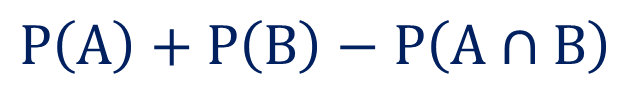 P(A) + P(B) − P(A ∩ B)